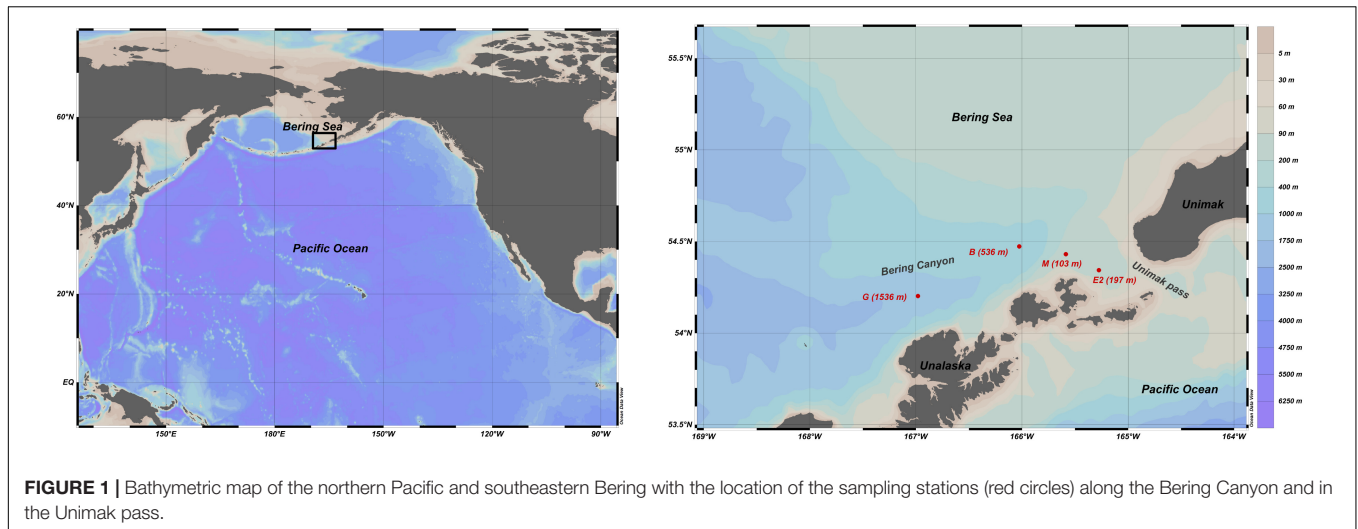 60°N
40°N
20°N
EQ
150°E
180°E
150°W
120°W
90°W
Bering Sea
Pacific Ocean
Ocean Data View
55.5°N
55°N
54.5°N
54°N
53.5°N
169°W
168°W
167°W
166°W
165°W
164°W
Bering Sea
Unimak
B (536 m)
M (103 m)
E2 (197 m)
Bering Canyon
Unimak pass
G (1536 m)
Unalaska
Pacific Ocean
Ocean Data View
5 m
30 m
60 m
90 m
200 m
400 m
1000 m
1750 m
2500 m
3250 m
4000 m
4750 m
5500 m
6250 m
FIGURE 1 | Bathymetric map of the northern Pacific and southeastern Bering with the location of the sampling stations (red circles) along the Bering Canyon and in
the Unimak pass.